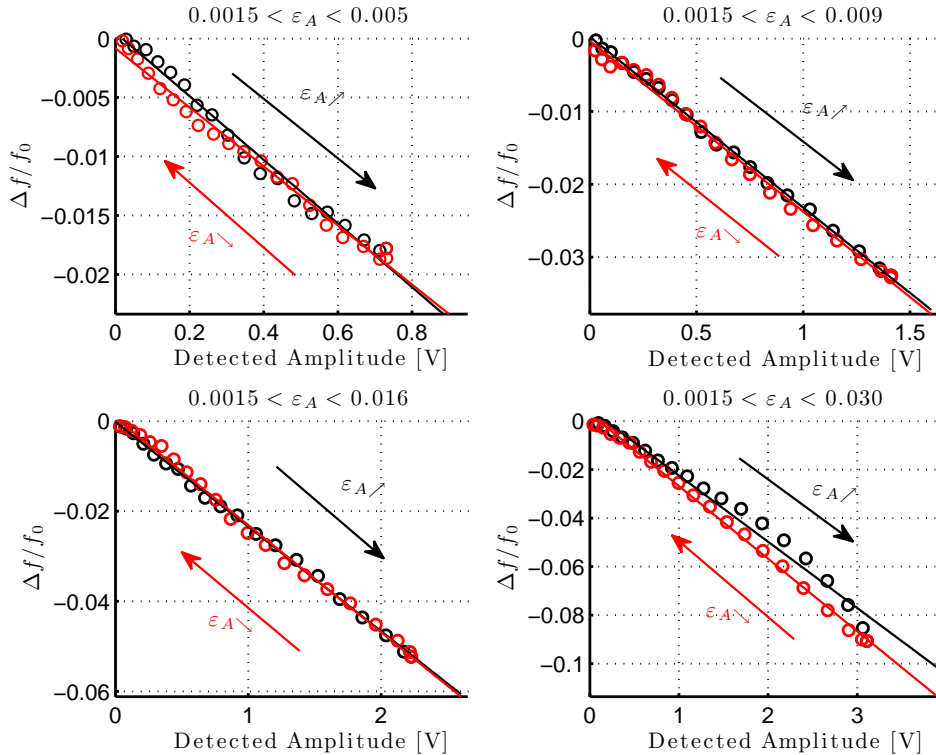 0.0015 < ε_A < 0.005
0
−0.005
−0.01
−0.015
−0.02
Δf/f₀
ε_A↗
ε_A↘
0 0.2 0.4 0.6 0.8
Detected Amplitude [V]
0.0015 < ε_A < 0.009
0
−0.01
−0.02
−0.03
Δf/f₀
ε_A↗
ε_A↘
0 0.5 1 1.5
Detected Amplitude [V]
0.0015 < ε_A < 0.016
0
−0.02
−0.04
−0.06
Δf/f₀
ε_A↗
ε_A↘
0 1 2
Detected Amplitude [V]
0.0015 < ε_A < 0.030
0
−0.02
−0.04
−0.06
−0.08
−0.1
Δf/f₀
ε_A↗
ε_A↘
0 1 2 3
Detected Amplitude [V]